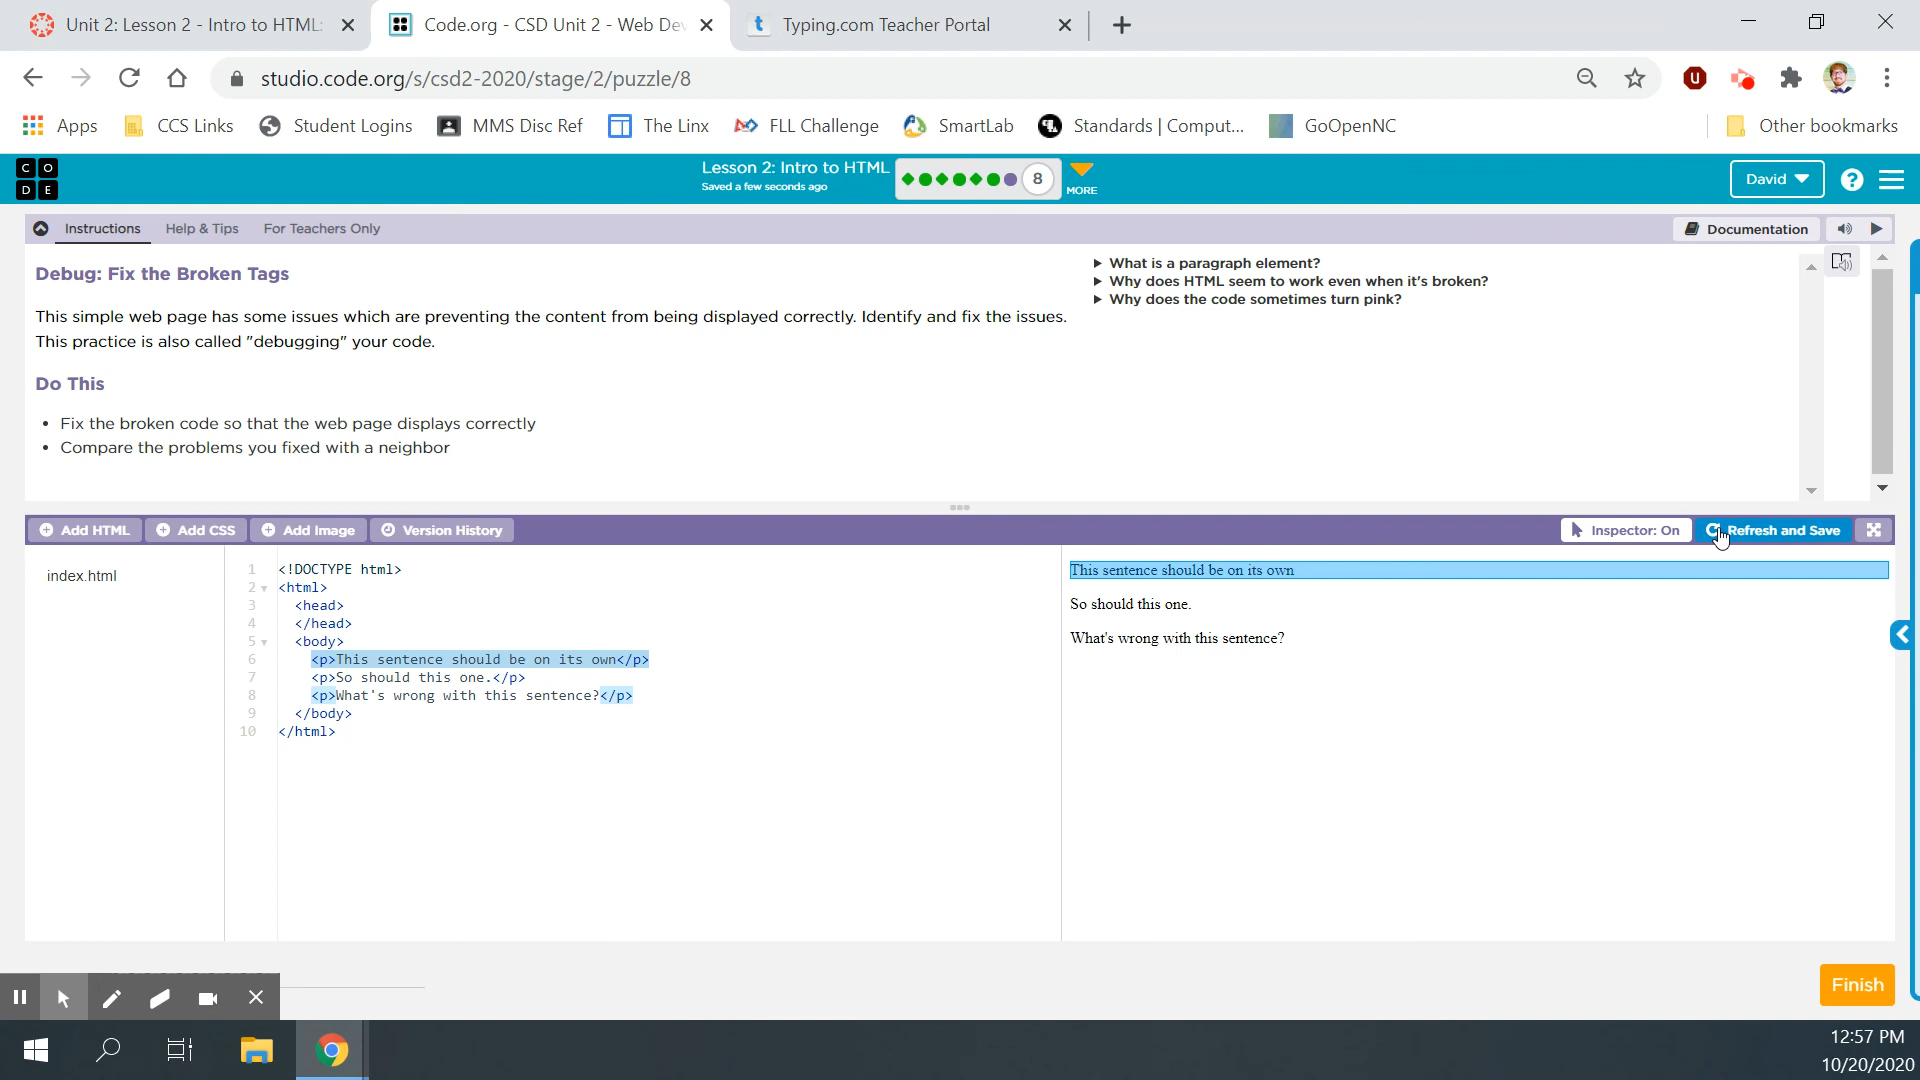 Unit 2: Lesson 2 - Intro to HTML:
Code.org - CSD Unit 2 - Web Dev
Typing.com Teacher Portal
studio.code.org/s/csd2-2020/stage/2/puzzle/8
Apps
CCS Links
Student Logins
MMS Disc Ref
The Linx
FLL Challenge
SmartLab
Standards | Comput...
GoOpenNC
Other bookmarks
CODE
Lesson 2: Intro to HTML
Saved a few seconds ago
8
MORE
David
Instructions
Help & Tips
For Teachers Only
Documentation
Debug: Fix the Broken Tags
This simple web page has some issues which are preventing the content from being displayed correctly. Identify and fix the issues.
This practice is also called "debugging" your code.
Do This
• Fix the broken code so that the web page displays correctly
• Compare the problems you fixed with a neighbor
What is a paragraph element?
Why does HTML seem to work even when it's broken?
Why does the code sometimes turn pink?
Add HTML
Add CSS
Add Image
Version History
Inspector: On
Refresh and Save
index.html
1 <!DOCTYPE html>
2 <html>
3 <head>
4 </head>
5 <body>
6 <p>This sentence should be on its own</p>
7 <p>So should this one.</p>
8 <p>What's wrong with this sentence?</p>
9 </body>
10 </html>
This sentence should be on its own
So should this one.
What's wrong with this sentence?
Finish
12:57 PM
10/20/2020